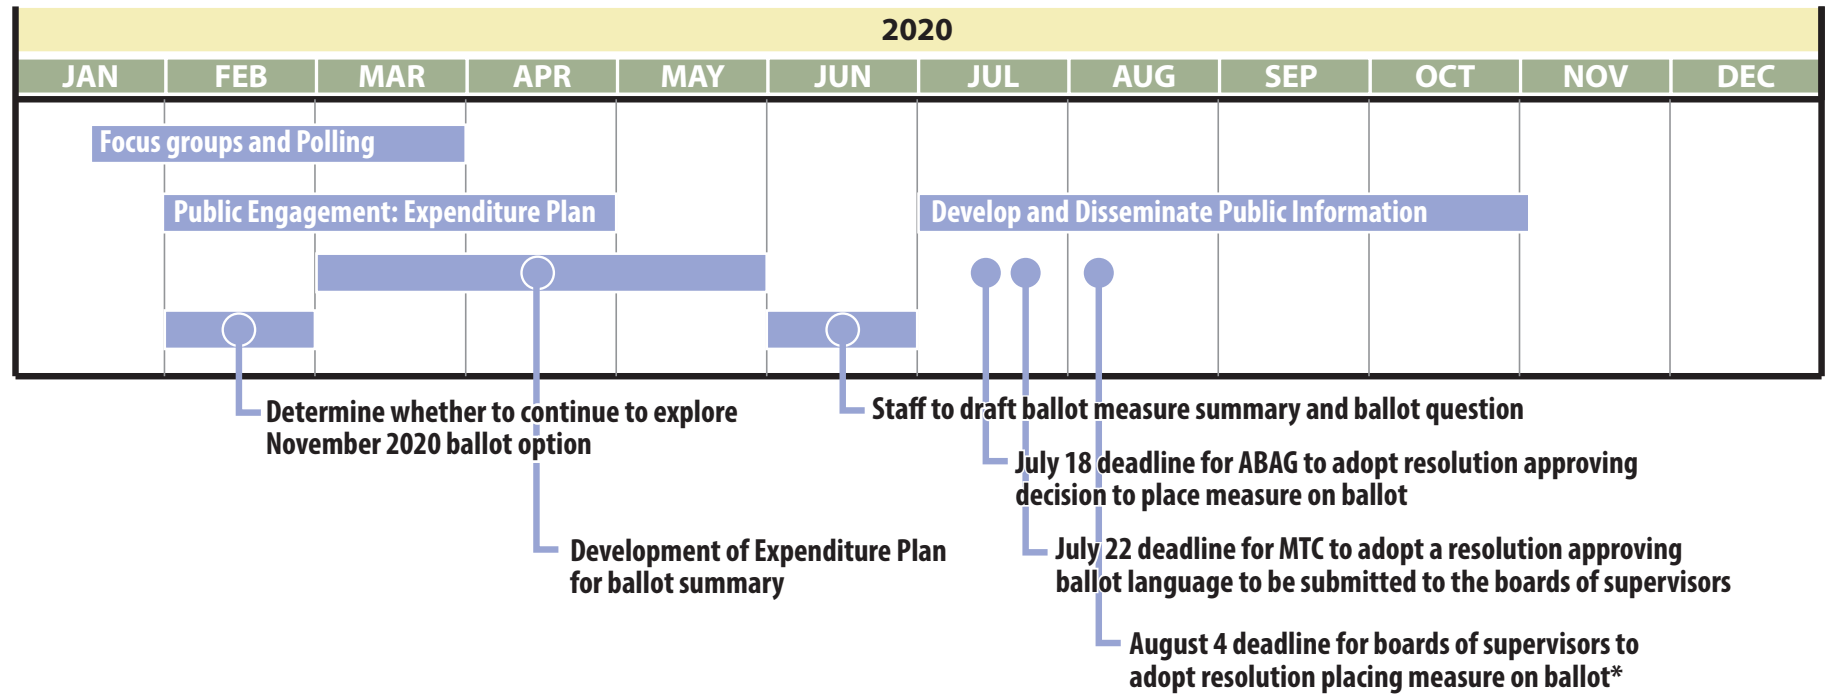 2020
JAN FEB MAR APR MAY JUN JUL AUG SEP OCT NOV DEC
Focus groups and Polling
Public Engagement: Expenditure Plan
Develop and Disseminate Public Information
Determine whether to continue to explore
November 2020 ballot option
Staff to draft ballot measure summary and ballot question
July 18 deadline for ABAG to adopt resolution approving
decision to place measure on ballot
Development of Expenditure Plan
for ballot summary
July 22 deadline for MTC to adopt a resolution approving
ballot language to be submitted to the boards of supervisors
August 4 deadline for boards of supervisors to
adopt resolution placing measure on ballot*